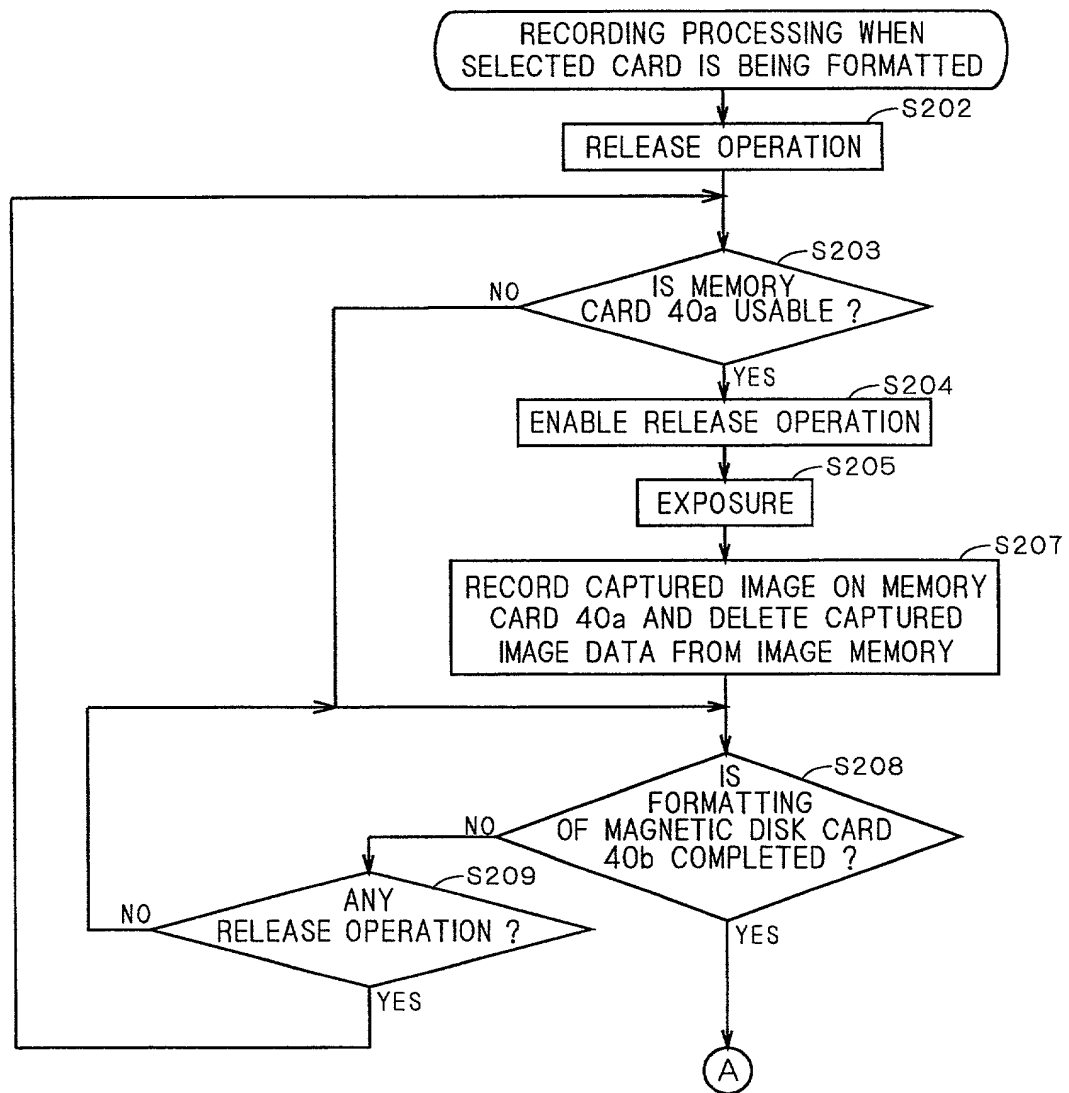 RECORDING PROCESSING WHEN
SELECTED CARD IS BEING FORMATTED
S202
RELEASE OPERATION
S203
IS MEMORY
CARD 40a USABLE ?
NO
YES
S204
ENABLE RELEASE OPERATION
S205
EXPOSURE
S207
RECORD CAPTURED IMAGE ON MEMORY
CARD 40a AND DELETE CAPTURED
IMAGE DATA FROM IMAGE MEMORY
S208
IS
FORMATTING
OF MAGNETIC DISK CARD
40b COMPLETED ?
NO
YES
S209
ANY
RELEASE OPERATION ?
NO
YES
A